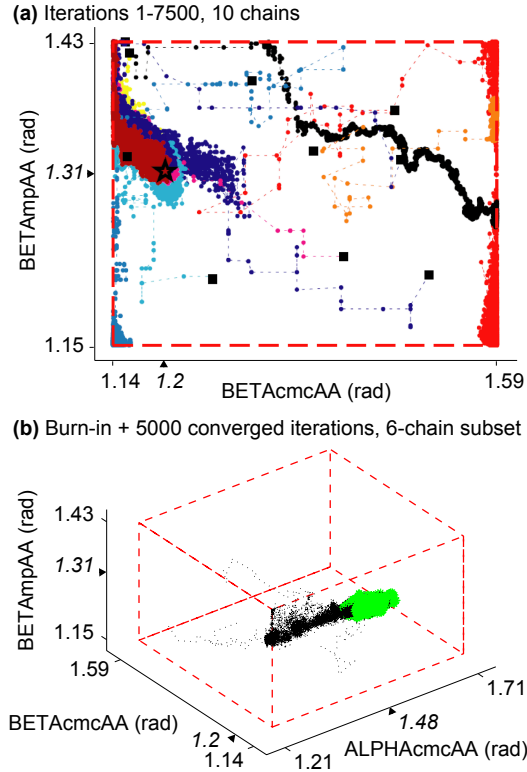 (a) Iterations 1-7500, 10 chains
1.43
1.31
1.15
BETAmpAA (rad)
1.14
1.2
1.59
BETAcmcAA (rad)
(b) Burn-in + 5000 converged iterations, 6-chain subset
1.43
1.31
1.15
BETAmpAA (rad)
1.59
1.2
1.14
BETAcmcAA (rad)
1.21
1.48
1.71
ALPHAcmcAA (rad)